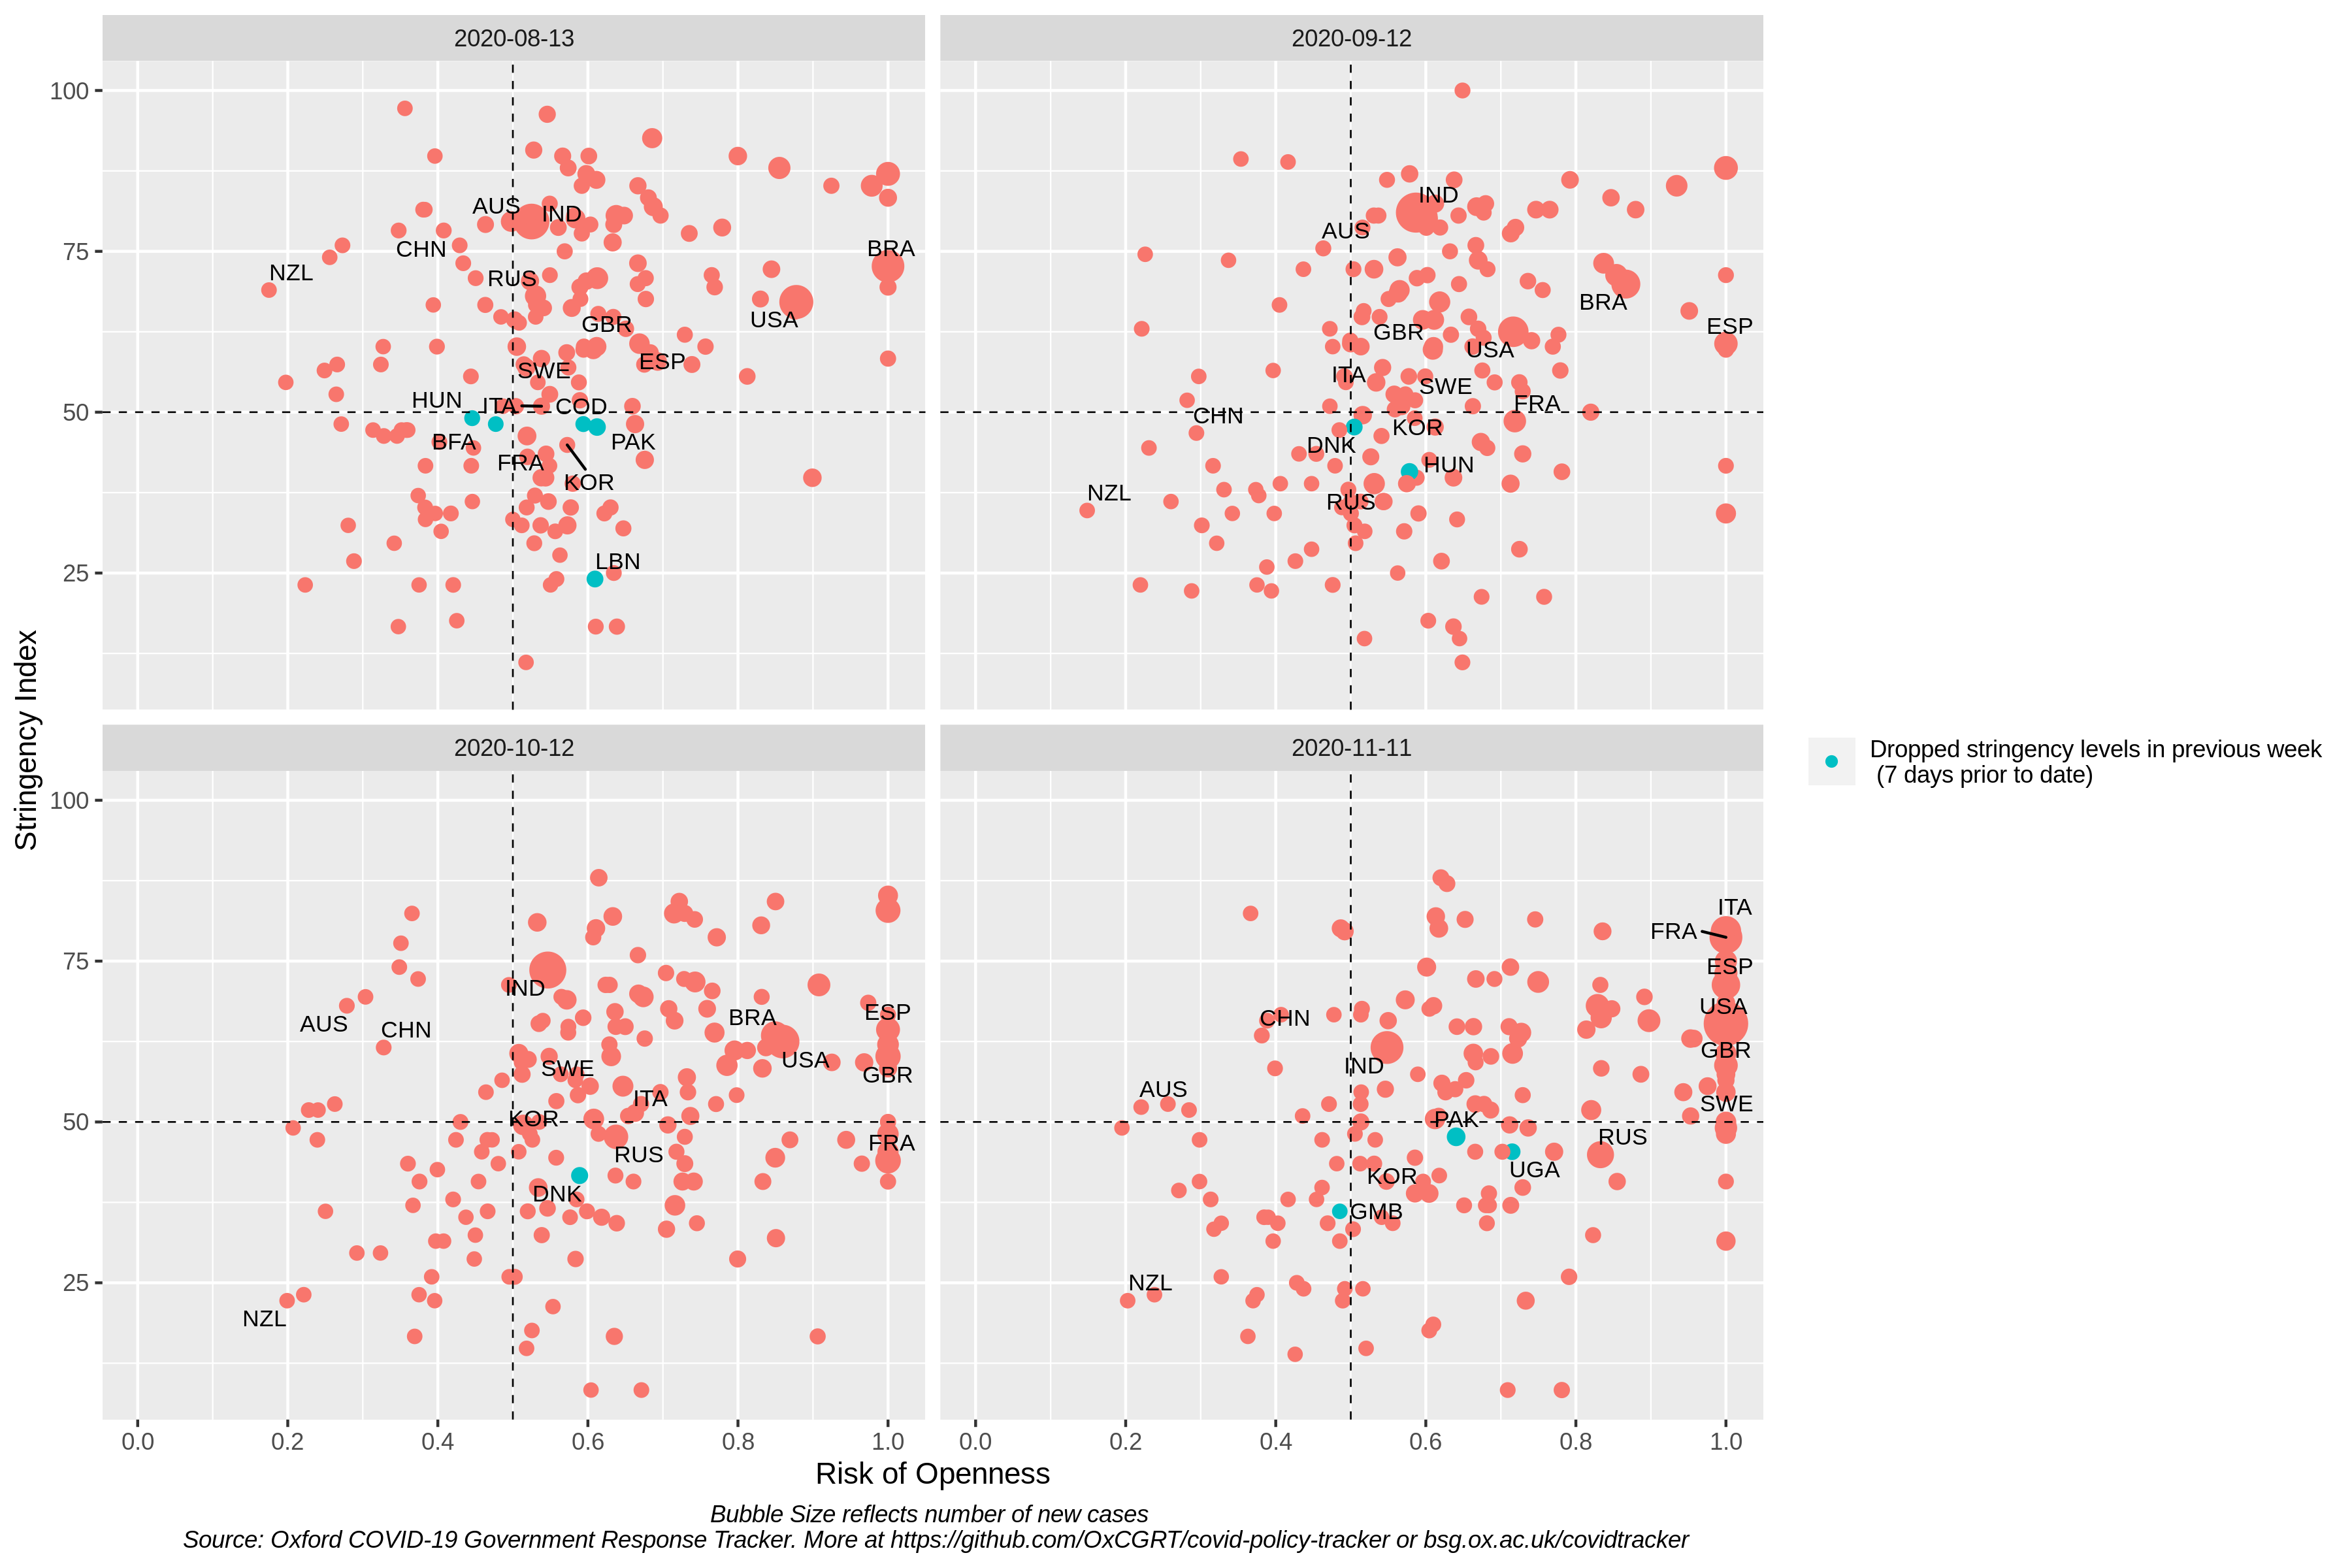 2020-08-13
2020-09-12
100
75
50
25
AUS
IND
CHN
NZL
RUS
BRA
USA
GBR
ESP
SWE
HUN
ITA
COD
BFA
PAK
FRA
KOR
LBN
IND
AUS
BRA
ESP
GBR
USA
ITA
SWE
CHN
FRA
KOR
DNK
HUN
NZL
RUS
Stringency Index
2020-10-12
2020-11-11
100
75
50
25
IND
AUS
CHN
BRA
ESP
USA
SWE
GBR
ITA
KOR
FRA
RUS
DNK
NZL
ITA
FRA
ESP
USA
CHN
GBR
IND
AUS
SWE
PAK
RUS
UGA
KOR
GMB
NZL
Dropped stringency levels in previous week
(7 days prior to date)
0.0 0.2 0.4 0.6 0.8 1.0 0.0 0.2 0.4 0.6 0.8 1.0
Risk of Openness
Bubble Size reflects number of new cases
Source: Oxford COVID-19 Government Response Tracker. More at https://github.com/OxCGRT/covid-policy-tracker or bsg.ox.ac.uk/covidtracker